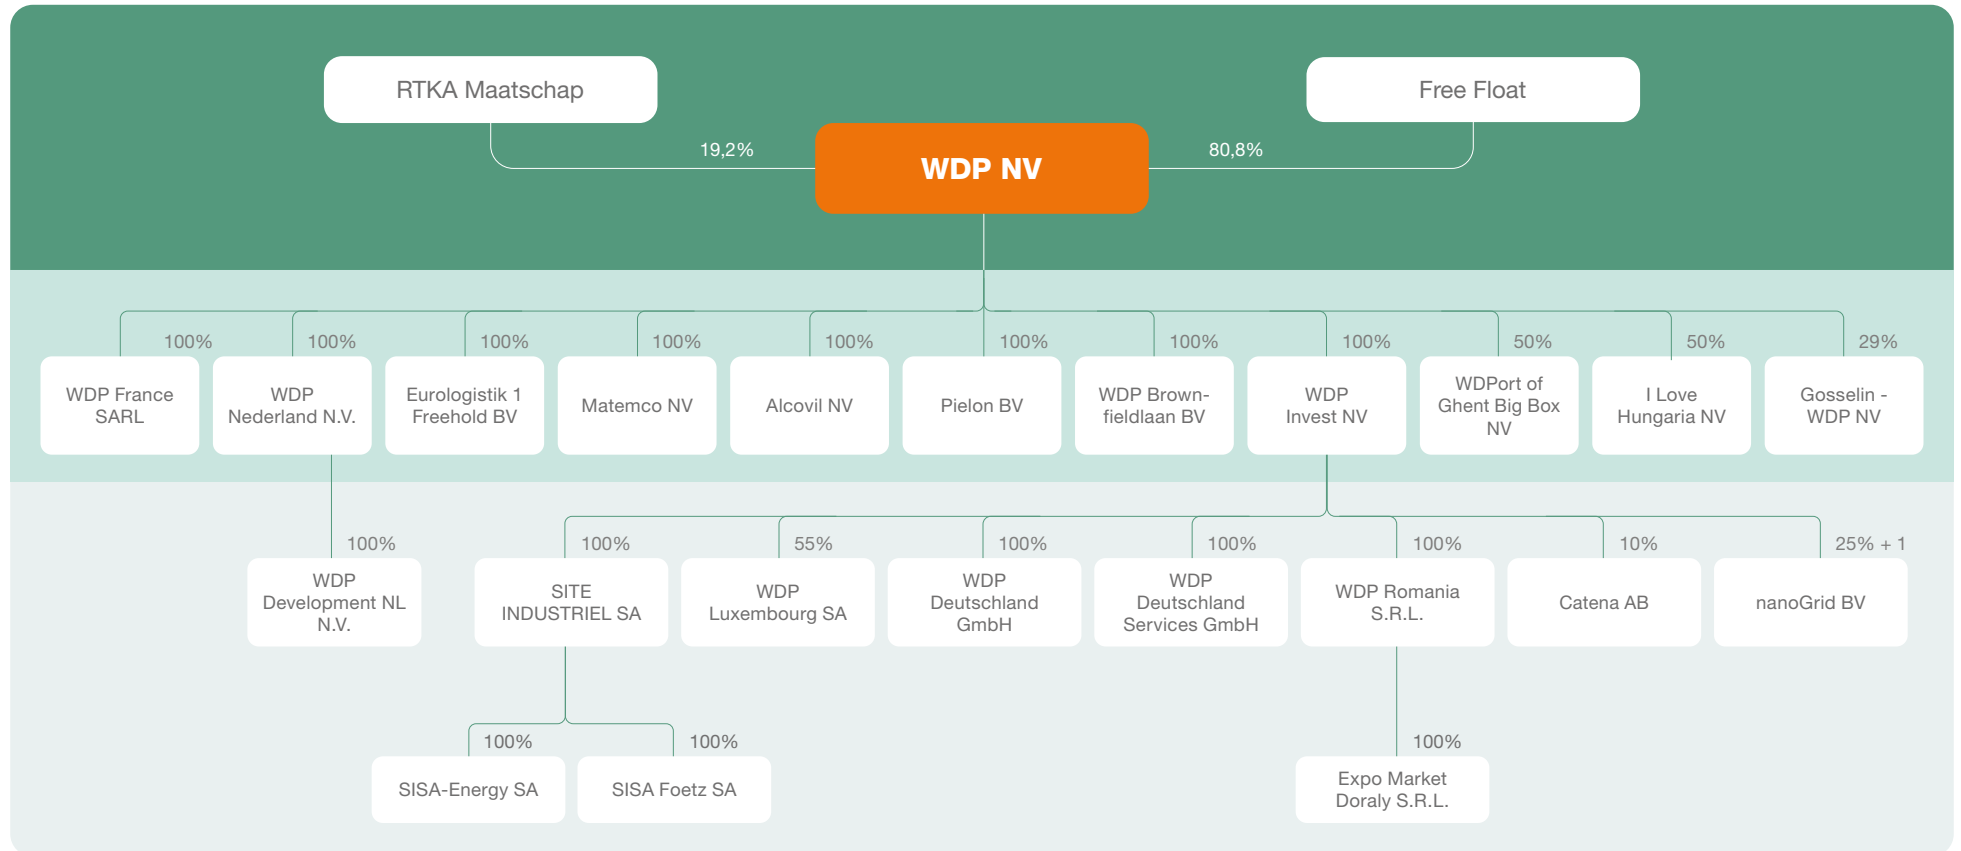 RTKA Maatschap
Free Float
19,2%
WDP NV
80,8%
100%
100%
100%
100%
100%
100%
100%
100%
50%
50%
29%
WDP France
SARL
WDP
Nederland N.V.
Eurologistik 1
Freehold BV
Matemco NV
Alcovil NV
Pielon BV
WDP Brown-
fieldlaan BV
WDP
Invest NV
WDPort of
Ghent Big Box
NV
I Love
Hungaria NV
Gosselin -
WDP NV
100%
100%
55%
100%
100%
100%
10%
25% + 1
WDP
Development NL
N.V.
SITE
INDUSTRIEL SA
WDP
Luxembourg SA
WDP
Deutschland
GmbH
WDP
Deutschland
Services GmbH
WDP Romania
S.R.L.
Catena AB
nanoGrid BV
100%
100%
100%
SISA-Energy SA
SISA Foetz SA
Expo Market
Doraly S.R.L.